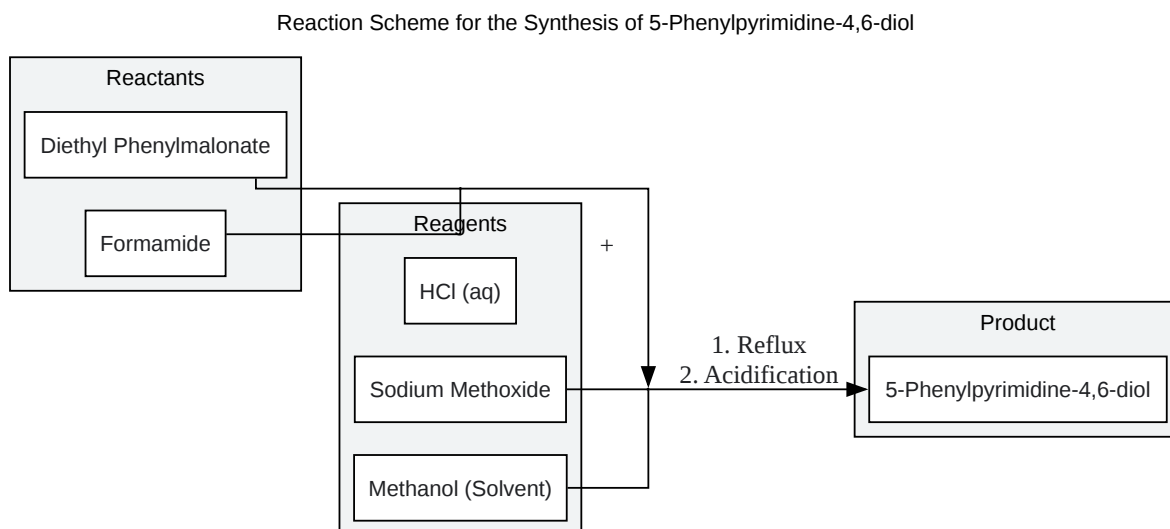 Reaction Scheme for the Synthesis of 5-Phenylpyrimidine-4,6-diol
Reactants
Diethyl Phenylmalonate
Formamide
Reagents
+
HCl (aq)
Sodium Methoxide
Methanol (Solvent)
1. Reflux
2. Acidification
Product
5-Phenylpyrimidine-4,6-diol